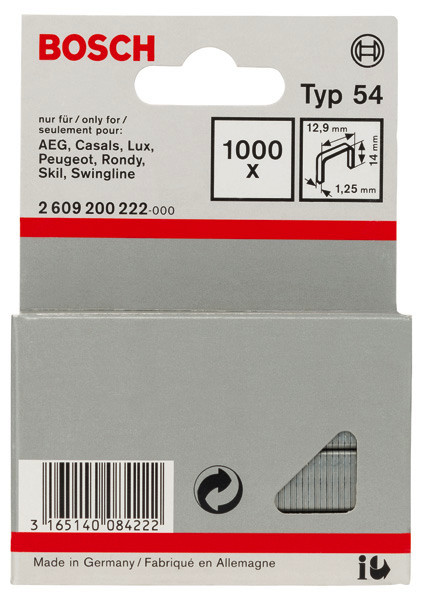 BOSCH
Typ 54
nur für / only for /
seulement pour:
AEG, Casals, Lux,
Peugeot, Rondy,
Skil, Swingline
2 609 200 222-000
1000
x
12,9 mm
14 mm
1,25 mm
3 165140 084222
Made in Germany / Fabriqué en Allemagne